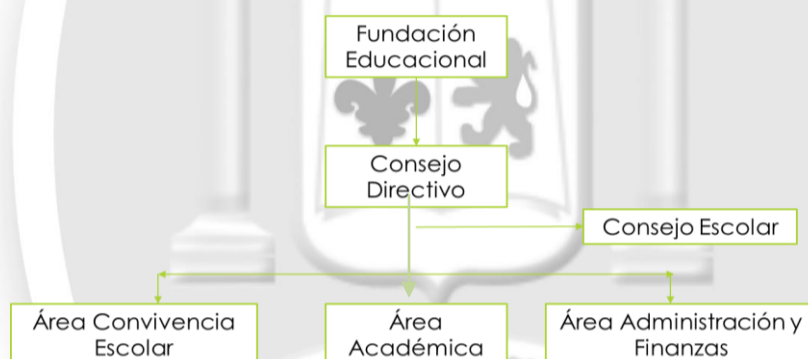 Fundación
Educacional
Consejo
Directivo
Consejo Escolar
Área Convivencia
Escolar
Área
Académica
Área Administración y
Finanzas